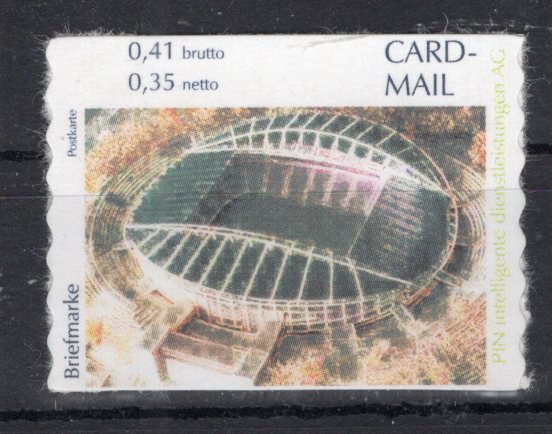 0,41 brutto
0,35 netto
CARD-
MAIL
Postkarte
Briefmarke
PIN intelligente dienstleistungen AG